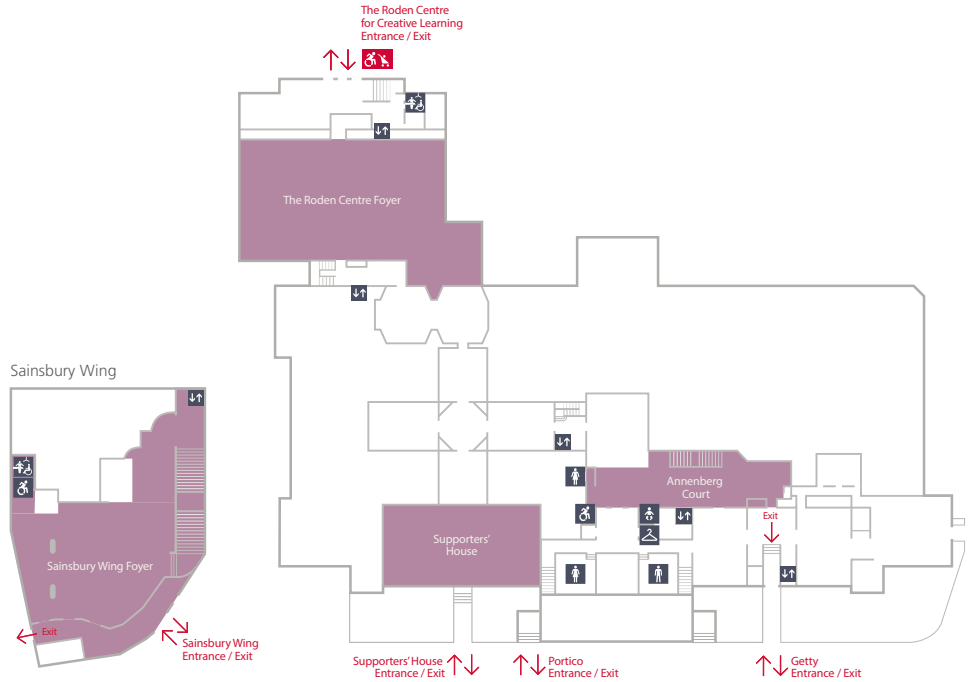 The Roden Centre
for Creative Learning
Entrance / Exit
The Roden Centre Foyer
Sainsbury Wing
Annenberg
Court
Exit
Supporters'
House
Sainsbury Wing Foyer
Exit
Sainsbury Wing
Entrance / Exit
Supporters' House
Entrance / Exit
Portico
Entrance / Exit
Getty
Entrance / Exit